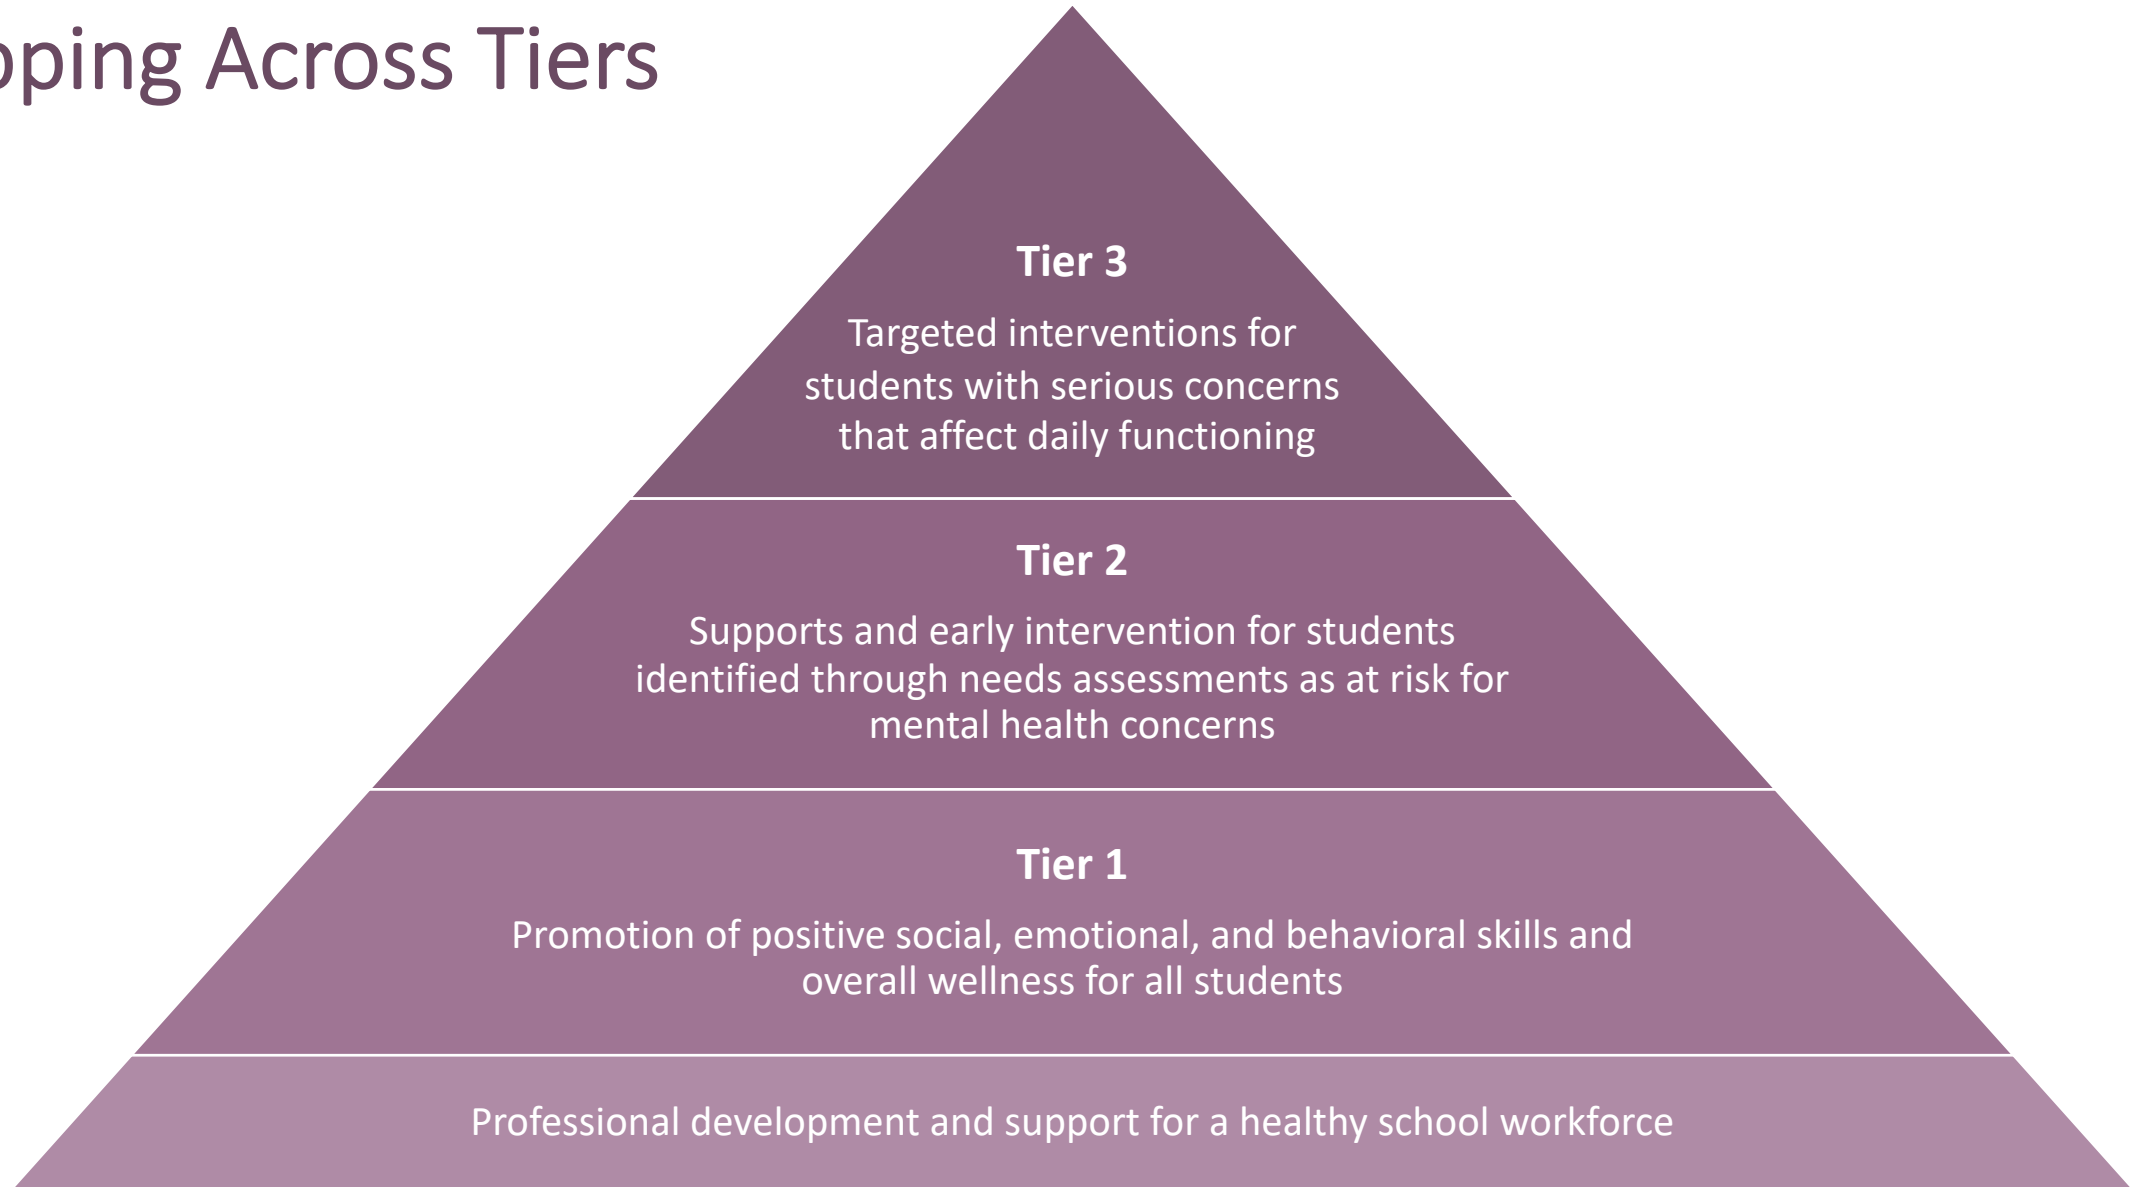 Across Tiers
Tier 3
Targeted interventions for
students with serious concerns
that affect daily functioning
Tier 2
Supports and early intervention for students
identified through needs assessments as at risk for
mental health concerns
Tier 1
Promotion of positive social, emotional, and behavioral skills and
overall wellness for all students
Professional development and support for a healthy school workforce